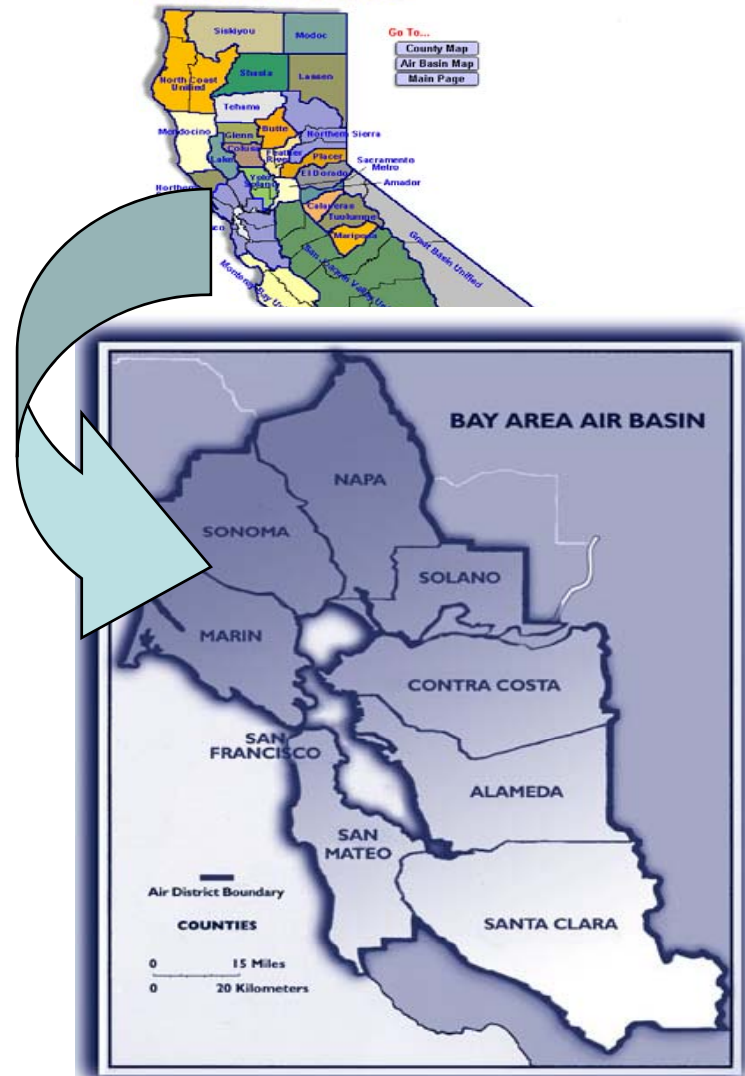 Siskiyou
Modoc
Go To...
County Map
Air Basin Map
Main Page
North Coast
Unified
Shasta
Lassen
Tehama
Mendocino
Glenn
Butte
Northern Sierra
Colusa
Lake
Feather
River
Placer
Sacramento
Metro
Yolo
Solano
El Dorado
Amador
Calaveras
Tuolumne
Mariposa
Great Basin Unified
San Joaquin Valley
Monterey Bay
BAY AREA AIR BASIN
NAPA
SONOMA
SOLANO
MARIN
CONTRA COSTA
SAN
FRANCISCO
ALAMEDA
SAN
MATEO
Air District Boundary
COUNTIES
SANTA CLARA
0 15 Miles
0 20 Kilometers